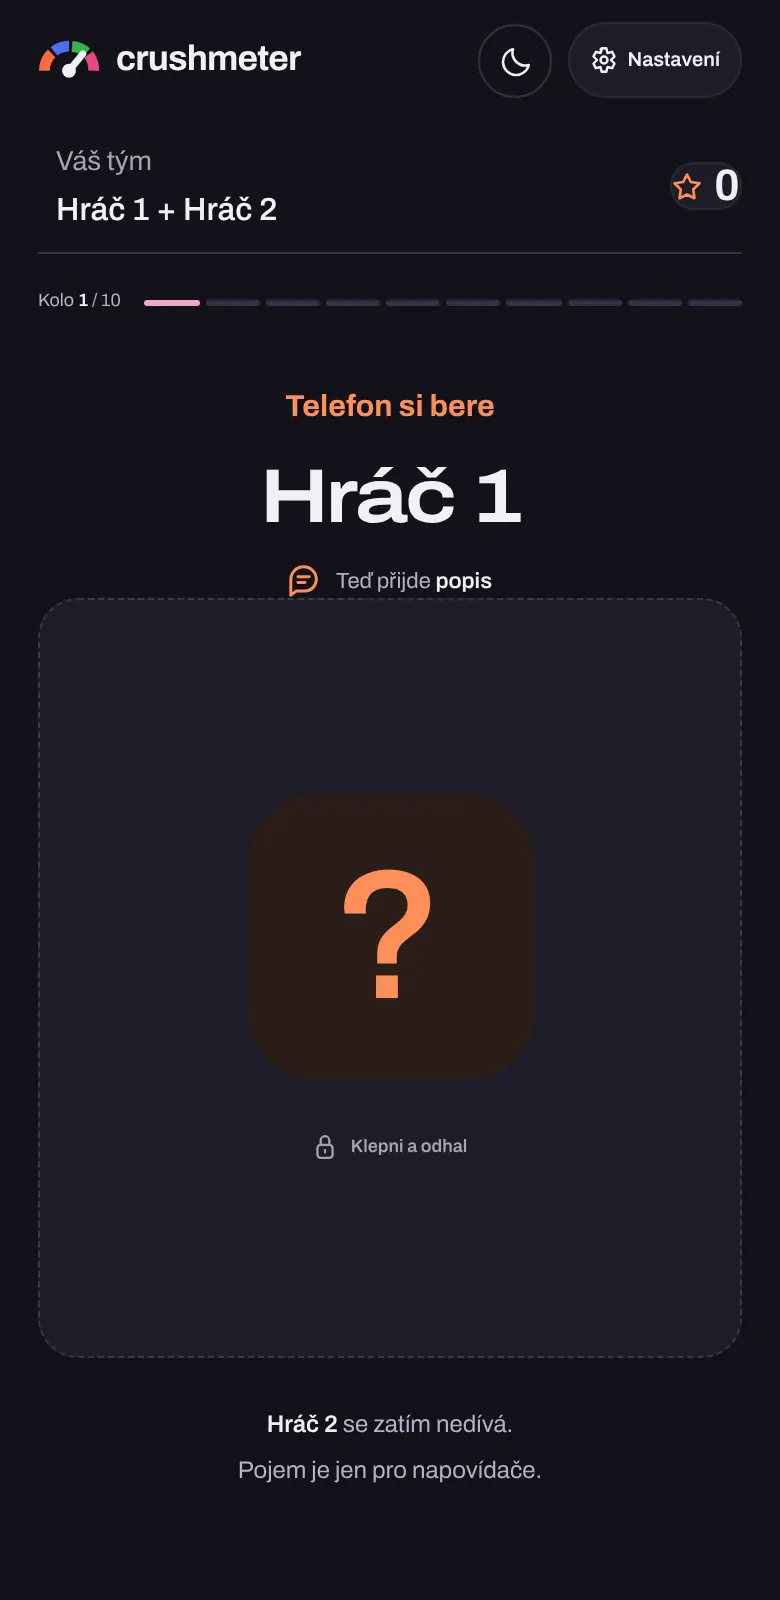 crushmeter
Nastavení
Váš tým
Hráč 1 + Hráč 2
0
Kolo 1 / 10
Telefon si bere
Hráč 1
Teď přijde popis
?
Klepni a odhal
Hráč 2 se zatím nedívá.
Pojem je jen pro napovídače.